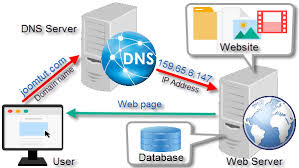 DNS Server
DNS
joomtut.com
Domain name
159.65.8.147
IP Address
Website
Web page
User
Database
Web Server